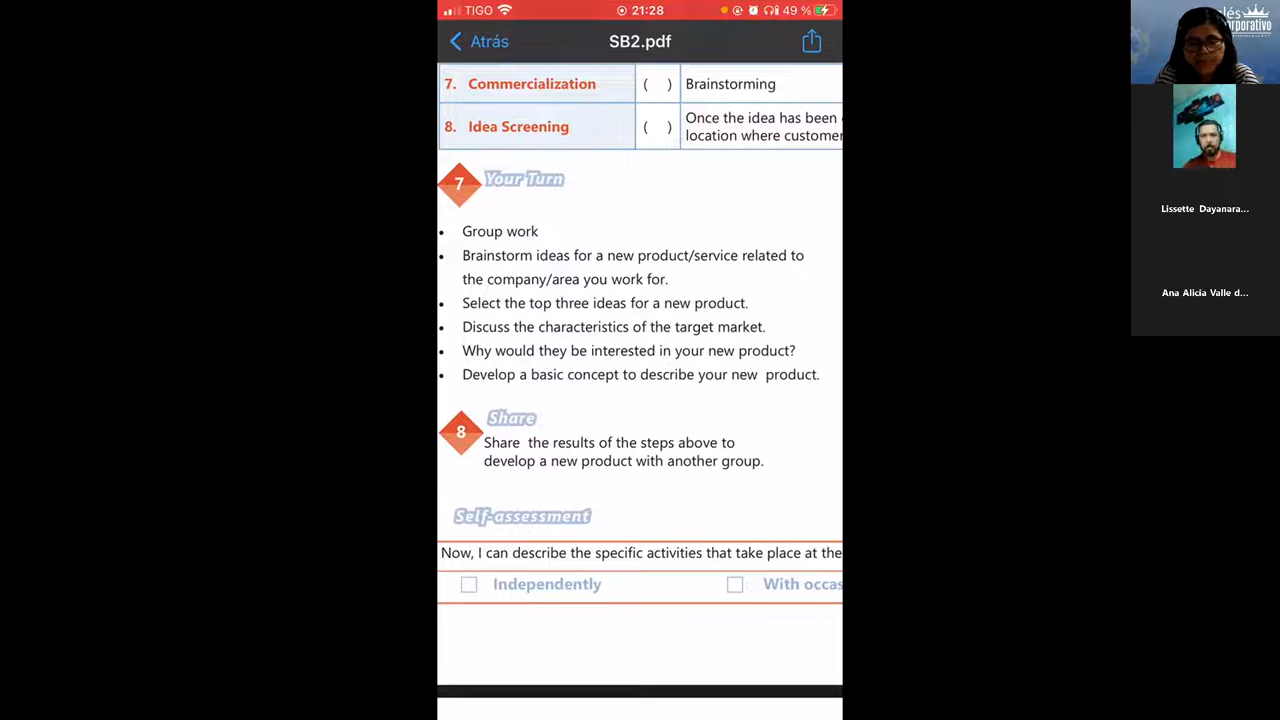 TIGO 21:28 49 %
Atrás SB2.pdf
7. Commercialization ( ) Brainstorming
8. Idea Screening ( ) Once the idea has been
location where customer
7 Your Turn
• Group work
• Brainstorm ideas for a new product/service related to
the company/area you work for.
• Select the top three ideas for a new product.
• Discuss the characteristics of the target market.
• Why would they be interested in your new product?
• Develop a basic concept to describe your new product.
8 Share
Share the results of the steps above to
develop a new product with another group.
Self-assessment
Now, I can describe the specific activities that take place at the
Independently With occas
lés
orporativo
Lissette Dayanara...
Ana Alicia Valle d...